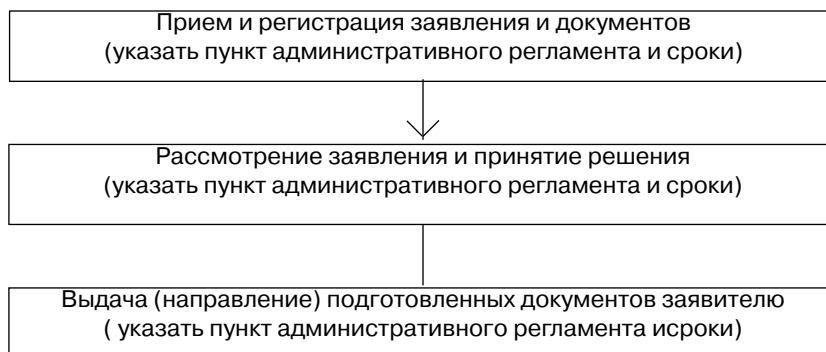 Прием и регистрация заявления и документов
(указать пункт административного регламента и сроки)
Рассмотрение заявления и принятие решения
(указать пункт административного регламента и сроки)
Выдача (направление) подготовленных документов заявителю
( указать пункт административного регламента исроки)